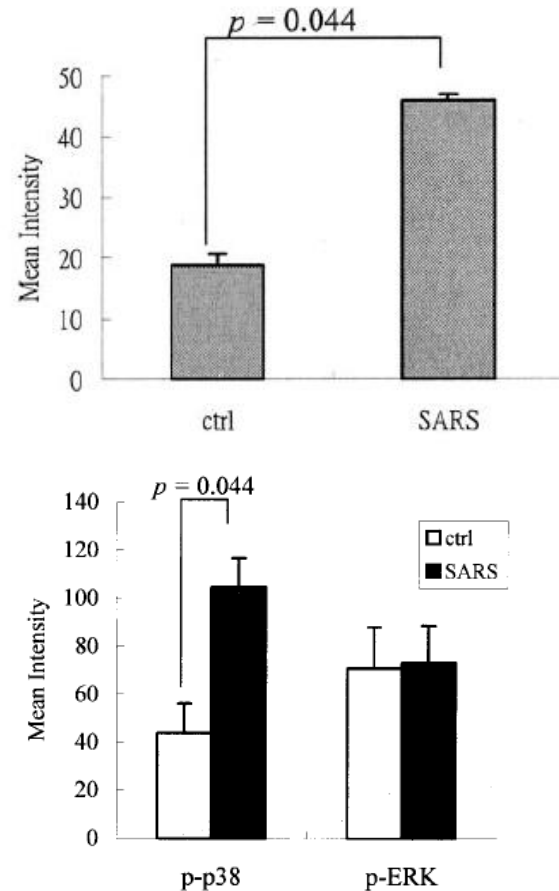 p = 0.044
50
40
30
20
10
0
Mean Intensity
ctrl
SARS
p = 0.044
140
120
100
80
60
40
20
0
Mean Intensity
ctrl
SARS
p-p38
p-ERK